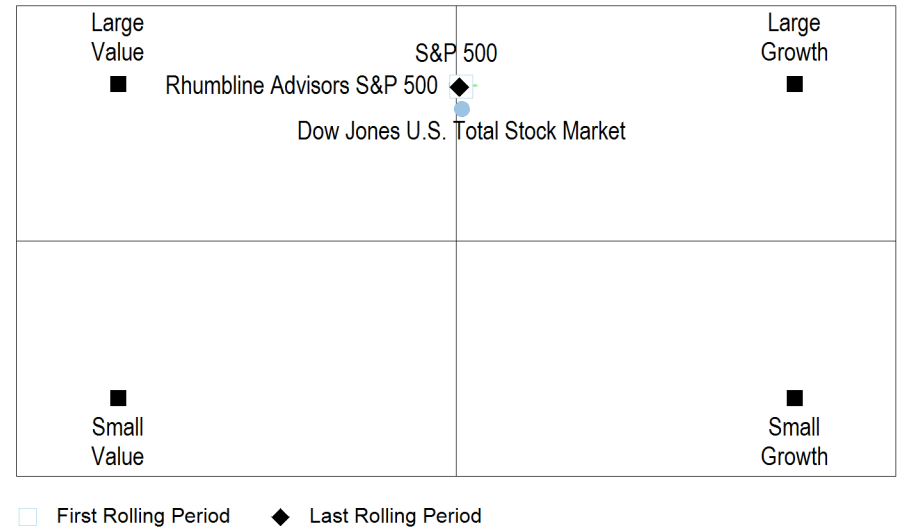 Large
Value
Large
Growth
S&P 500
Rhumbline Advisors S&P 500
Dow Jones U.S. Total Stock Market
Small
Value
Small
Growth
First Rolling Period
Last Rolling Period